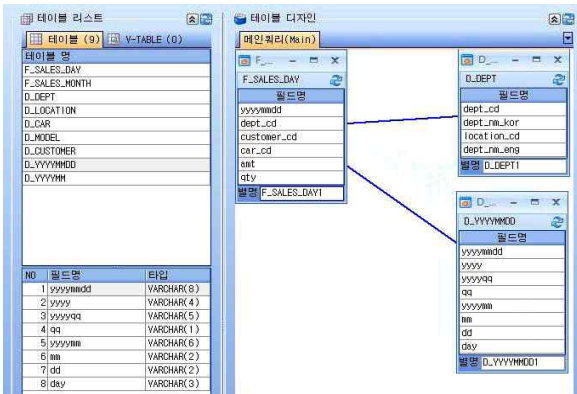 테이블 리스트
테이블 (9) V-TABLE (0)
테이블 명
F_SALES_DAY
F_SALES_MONTH
D_DEPT
D_LOCATION
D_CAR
D_MODEL
D_CUSTOMER
D_YYYYMMDD
D_YYYYMM
NO 필드명 타입
1 yyyymmdd VARCHAR(8)
2 yyyy VARCHAR(4)
3 yyyyqq VARCHAR(5)
4 qq VARCHAR(1)
5 yyyymm VARCHAR(6)
6 mm VARCHAR(2)
7 dd VARCHAR(2)
8 day VARCHAR(3)
테이블 디자인
메인쿼리(Main)
F_...
F_SALES_DAY
필드명
yyyymmdd
dept_cd
customer_cd
car_cd
amt
qty
별명 F_SALES_DAY1
D_...
D_DEPT
필드명
dept_cd
dept_nm_kor
location_cd
dept_nm_eng
별명 D_DEPT1
D_...
D_YYYYMMDD
필드명
yyyymmdd
yyyy
yyyyqq
qq
yyyymm
mm
dd
day
별명 D_YYYYMMDD1